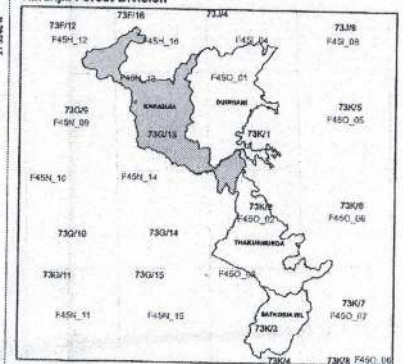 Karanjia Forest Division
73F/12 73F/16 73J/4 73J/8
F45H_12 F45H_16 F45I_04 F45I_08
F45N_13 F45O_01
73G/9 DUDHIANI 73K/5
F45N_09 F45O_05
73G/13 73K/1
F45N_10 F45N_14
73K/2 73K/6
F45O_02 F45O_06
73G/10 73G/14
THAKURMUNDA
73G/11 73G/15 F45O_03
73K/7
F45N_11 F45N_15 SATKOSIA WL F45O_07
73K/3
73K/4 73K/8